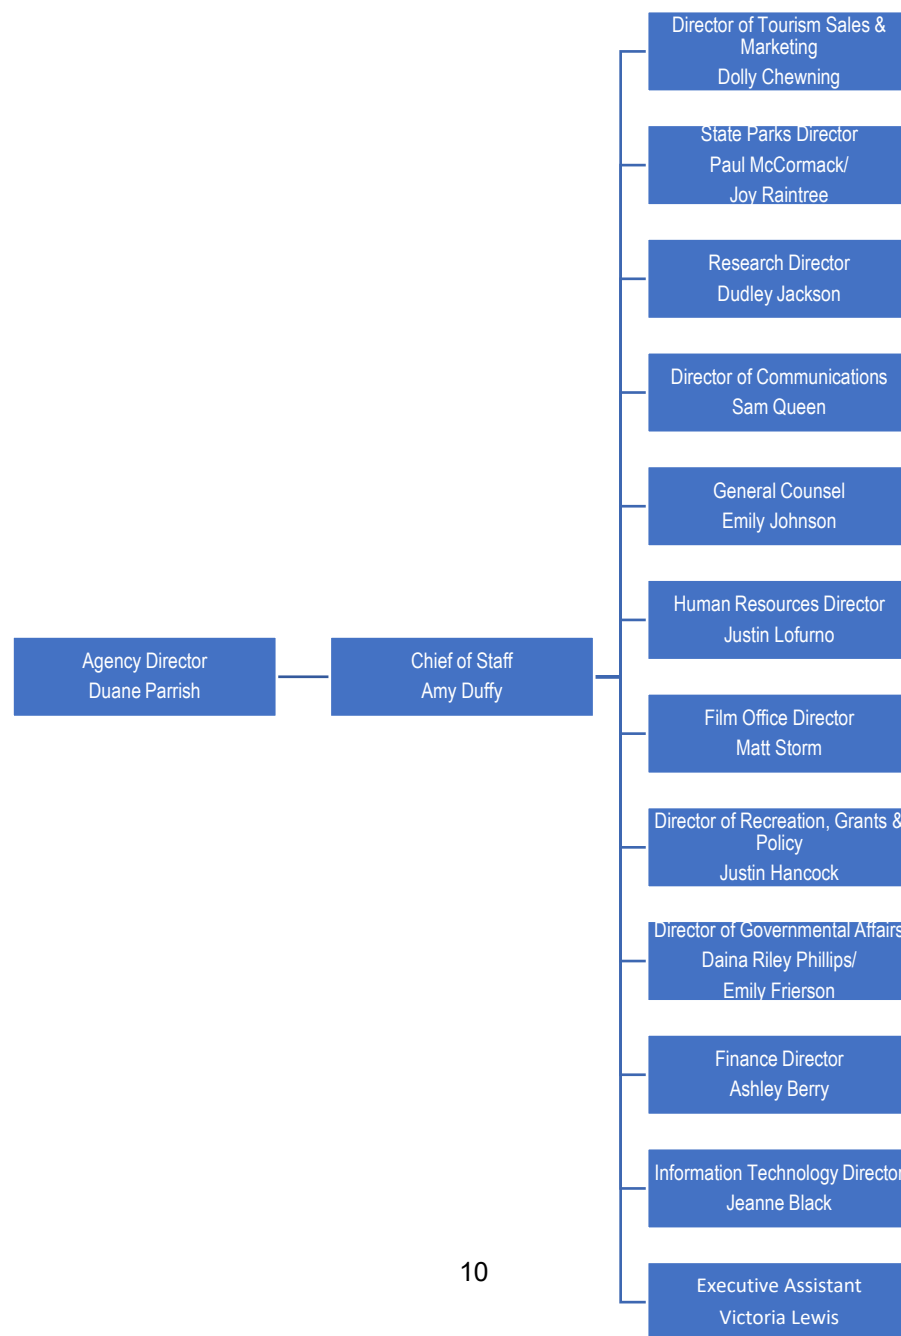 Director of Tourism Sales &
Marketing
Dolly Chewning
State Parks Director
Paul McCormack/
Joy Raintree
Research Director
Dudley Jackson
Director of Communications
Sam Queen
General Counsel
Emily Johnson
Human Resources Director
Justin Lofurno
Agency Director
Duane Parrish
Chief of Staff
Amy Duffy
Film Office Director
Matt Storm
Director of Recreation, Grants &
Policy
Justin Hancock
Director of Governmental Affairs
Daina Riley Phillips/
Emily Frierson
Finance Director
Ashley Berry
Information Technology Director
Jeanne Black
Executive Assistant
Victoria Lewis
10